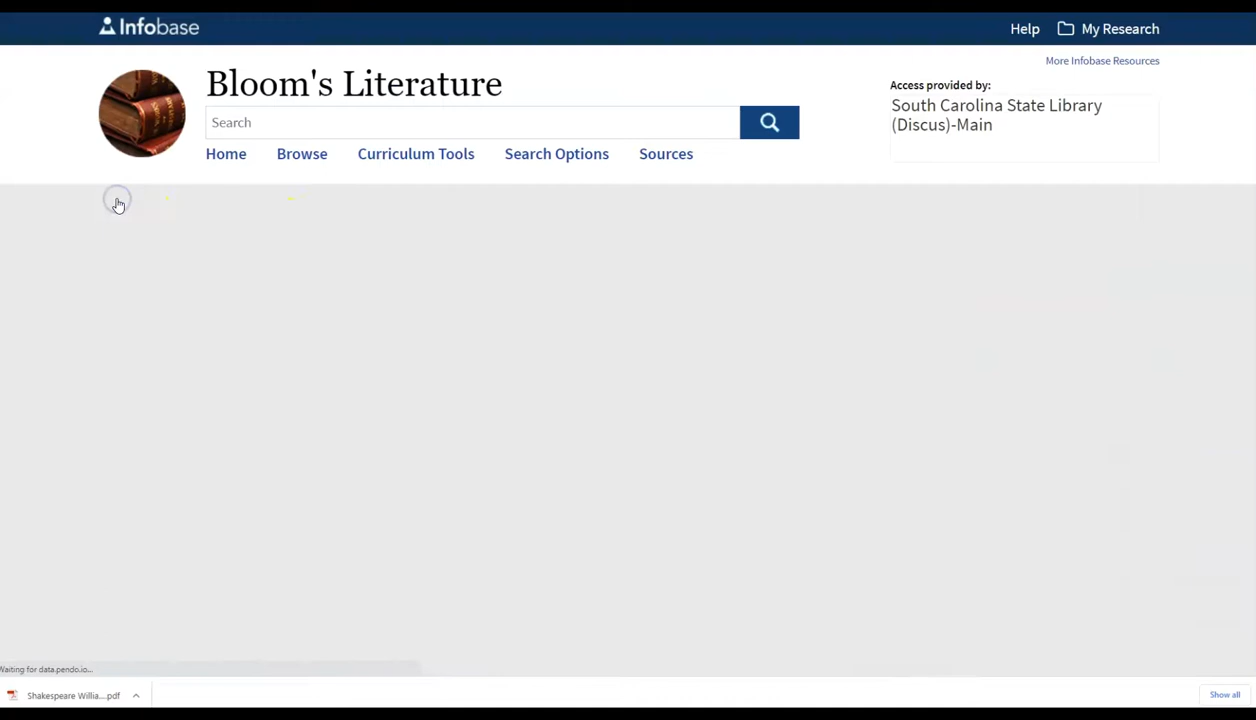 Infobase
Help My Research
More Infobase Resources
Bloom's Literature
Access provided by:
South Carolina State Library
(Discus)-Main
Search
Home Browse Curriculum Tools Search Options Sources
Waiting for data.pendo.io...
Shakespeare Willia....pdf
Show all